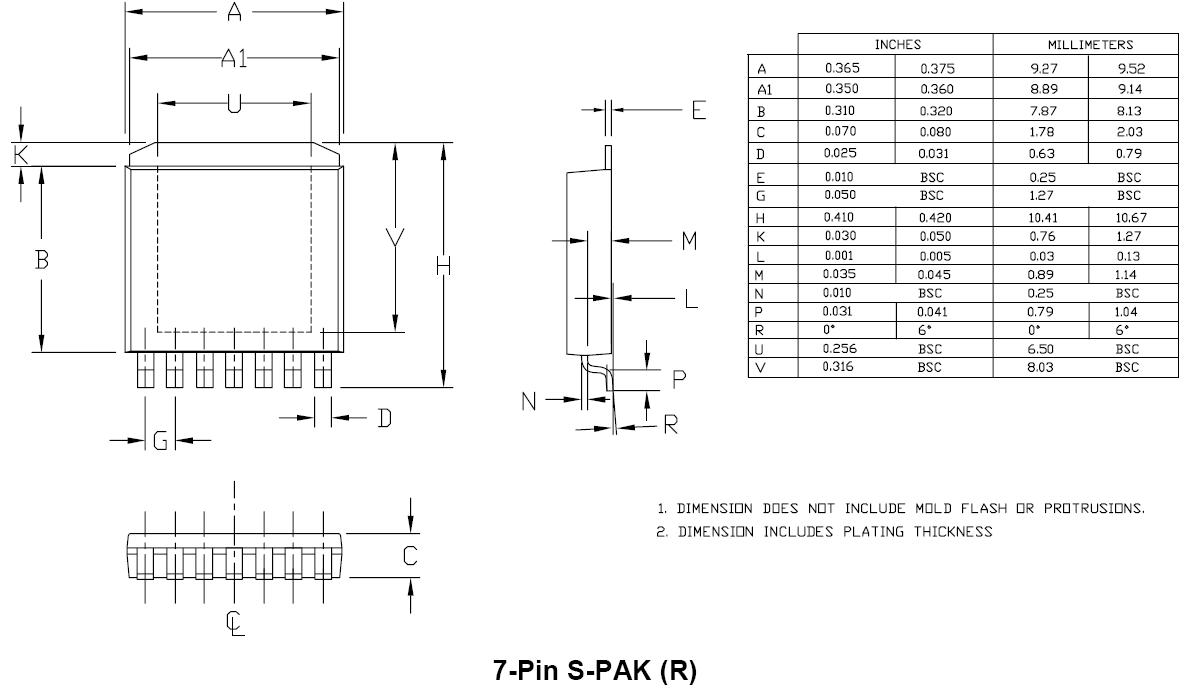 A
A1
U
K
B
V
H
D
G
E
M
L
N
P
R
C
CL
INCHES MILLIMETERS
A 0.365 0.375 9.27 9.52
A1 0.350 0.360 8.89 9.14
B 0.310 0.320 7.87 8.13
C 0.070 0.080 1.78 2.03
D 0.025 0.031 0.63 0.79
E 0.010 BSC 0.25 BSC
G 0.050 BSC 1.27 BSC
H 0.410 0.420 10.41 10.67
K 0.030 0.050 0.76 1.27
L 0.001 0.005 0.03 0.13
M 0.035 0.045 0.89 1.14
N 0.010 BSC 0.25 BSC
P 0.031 0.041 0.79 1.04
R 0° 6° 0° 6°
U 0.256 BSC 6.50 BSC
V 0.316 BSC 8.03 BSC
1. DIMENSION DOES NOT INCLUDE MOLD FLASH OR PROTRUSIONS.
2. DIMENSION INCLUDES PLATING THICKNESS
7-Pin S-PAK (R)